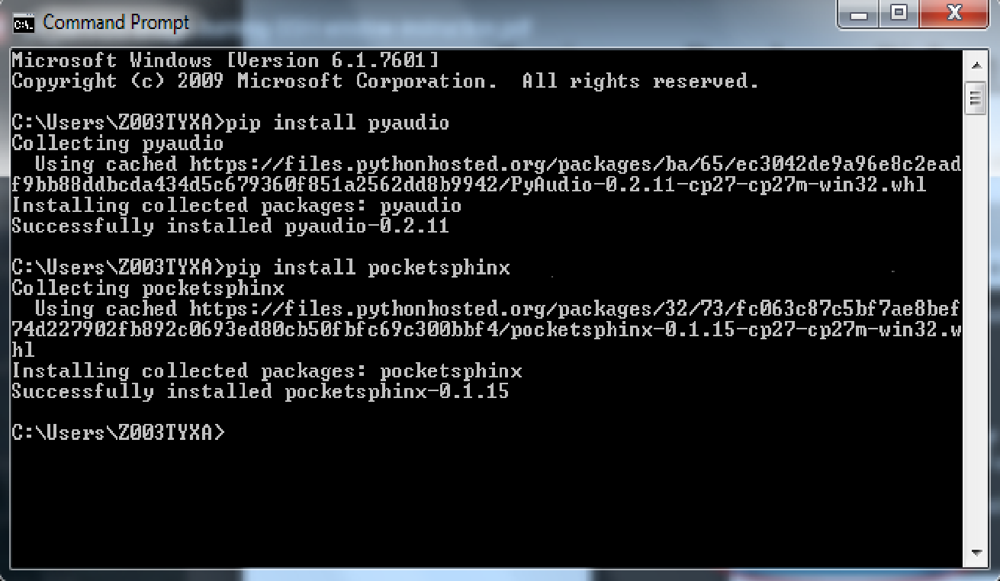 Command Prompt
Microsoft Windows [Version 6.1.7601]
Copyright (c) 2009 Microsoft Corporation.  All rights reserved.
C:\Users\Z003TYXA>pip install pyaudio
Collecting pyaudio
  Using cached https://files.pythonhosted.org/packages/ba/65/ec3042de9a96e8c2ead
f9bb88ddbcda434d5c679360f851a2562dd8b9942/PyAudio-0.2.11-cp27-cp27m-win32.whl
Installing collected packages: pyaudio
Successfully installed pyaudio-0.2.11
C:\Users\Z003TYXA>pip install pocketsphinx
Collecting pocketsphinx
  Using cached https://files.pythonhosted.org/packages/32/73/fc063c87c5bf7ae8bef
74d227902fb892c0693ed80cb50fbfc69c300bbf4/pocketsphinx-0.1.15-cp27-cp27m-win32.w
hl
Installing collected packages: pocketsphinx
Successfully installed pocketsphinx-0.1.15
C:\Users\Z003TYXA>